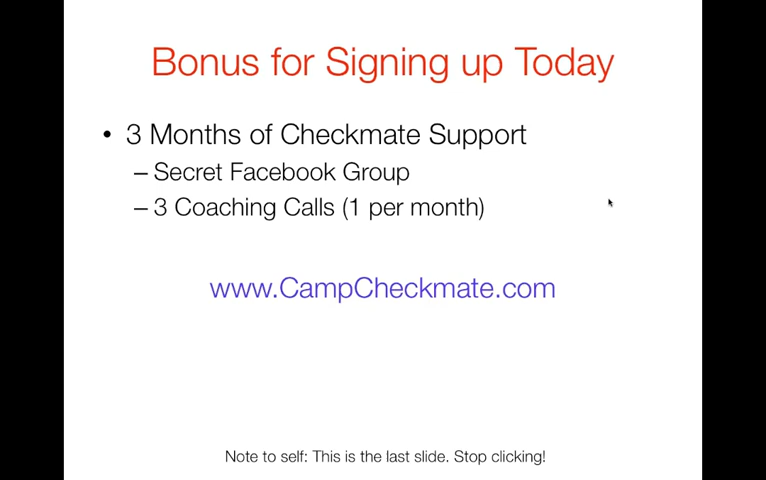 Bonus for Signing up Today
• 3 Months of Checkmate Support
– Secret Facebook Group
– 3 Coaching Calls (1 per month)
www.CampCheckmate.com
Note to self: This is the last slide. Stop clicking!